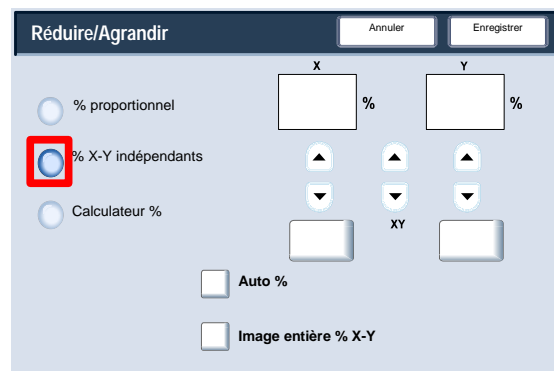 Réduire/Agrandir Annuler Enregistrer
X Y
% proportionnel % %
% X-Y indépendants
Calculateur %
XY
Auto %
Image entière % X-Y